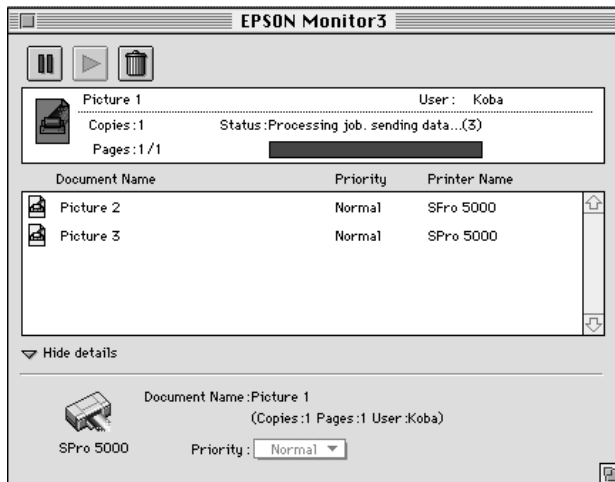 EPSON Monitor3
Picture 1 User: Koba
Copies:1 Status:Processing job. sending data...(3)
Pages:1/1
Document Name Priority Printer Name
Picture 2 Normal SFro 5000
Picture 3 Normal SPro 5000
Hide details
Document Name:Picture 1
(Copies:1 Pages:1 User:Koba)
SPro 5000 Priority: Normal